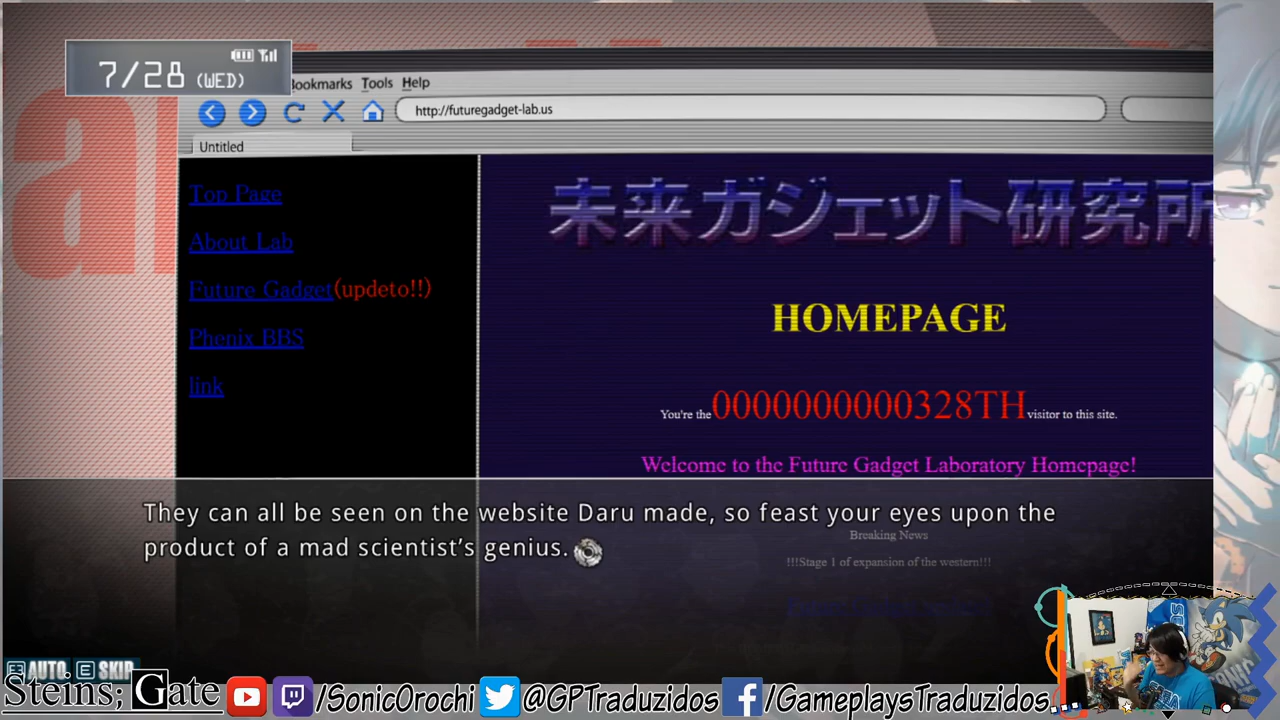 7/28 (WED)
Bookmarks Tools Help
http://futuregadget-lab.us
Untitled
Top Page
About Lab
Future Gadget(updeto!!)
Phenix BBS
link
未来ガジェット研究所
HOMEPAGE
You're the 0000000000328TH visitor to this site.
Welcome to the Future Gadget Laboratory Homepage!
They can all be seen on the website Daru made, so feast your eyes upon the
product of a mad scientist's genius.
Breaking News
!!!Stage 1 of expansion of the western!!!
AUTO E SKIP
Steins; Gate /SonicOrochi @GPTraduzidos /GameplaysTraduzidos